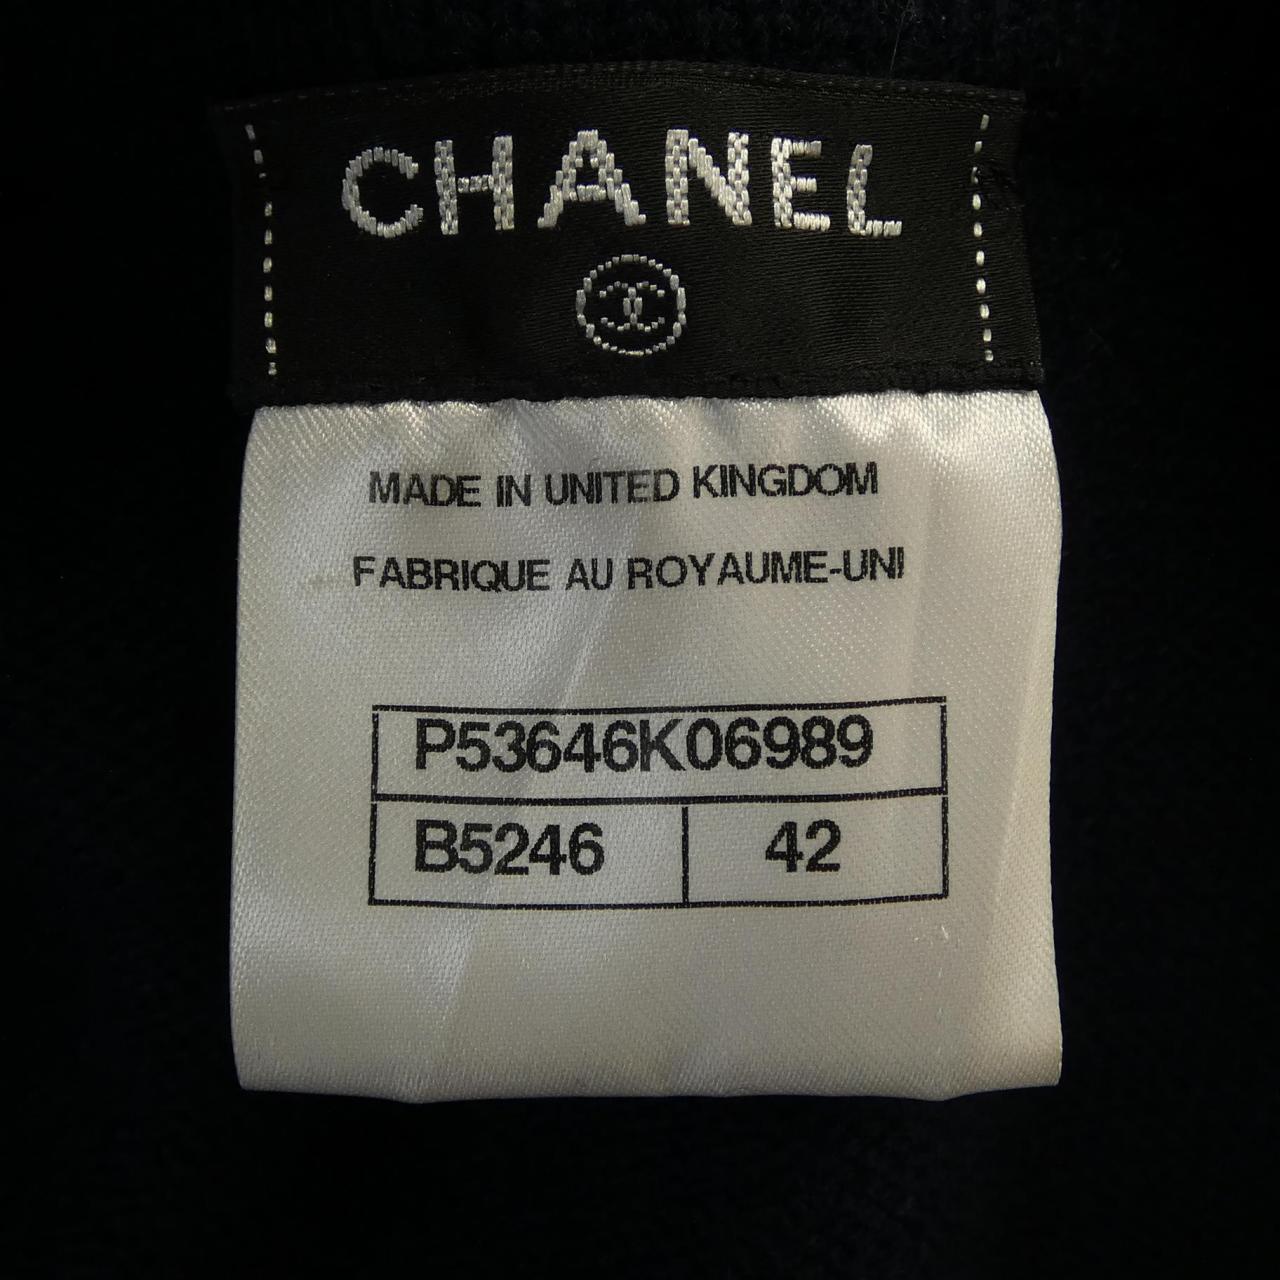 CHANEL
MADE IN UNITED KINGDOM
FABRIQUE AU ROYAUME-UNI
P53646K06989
B5246 42